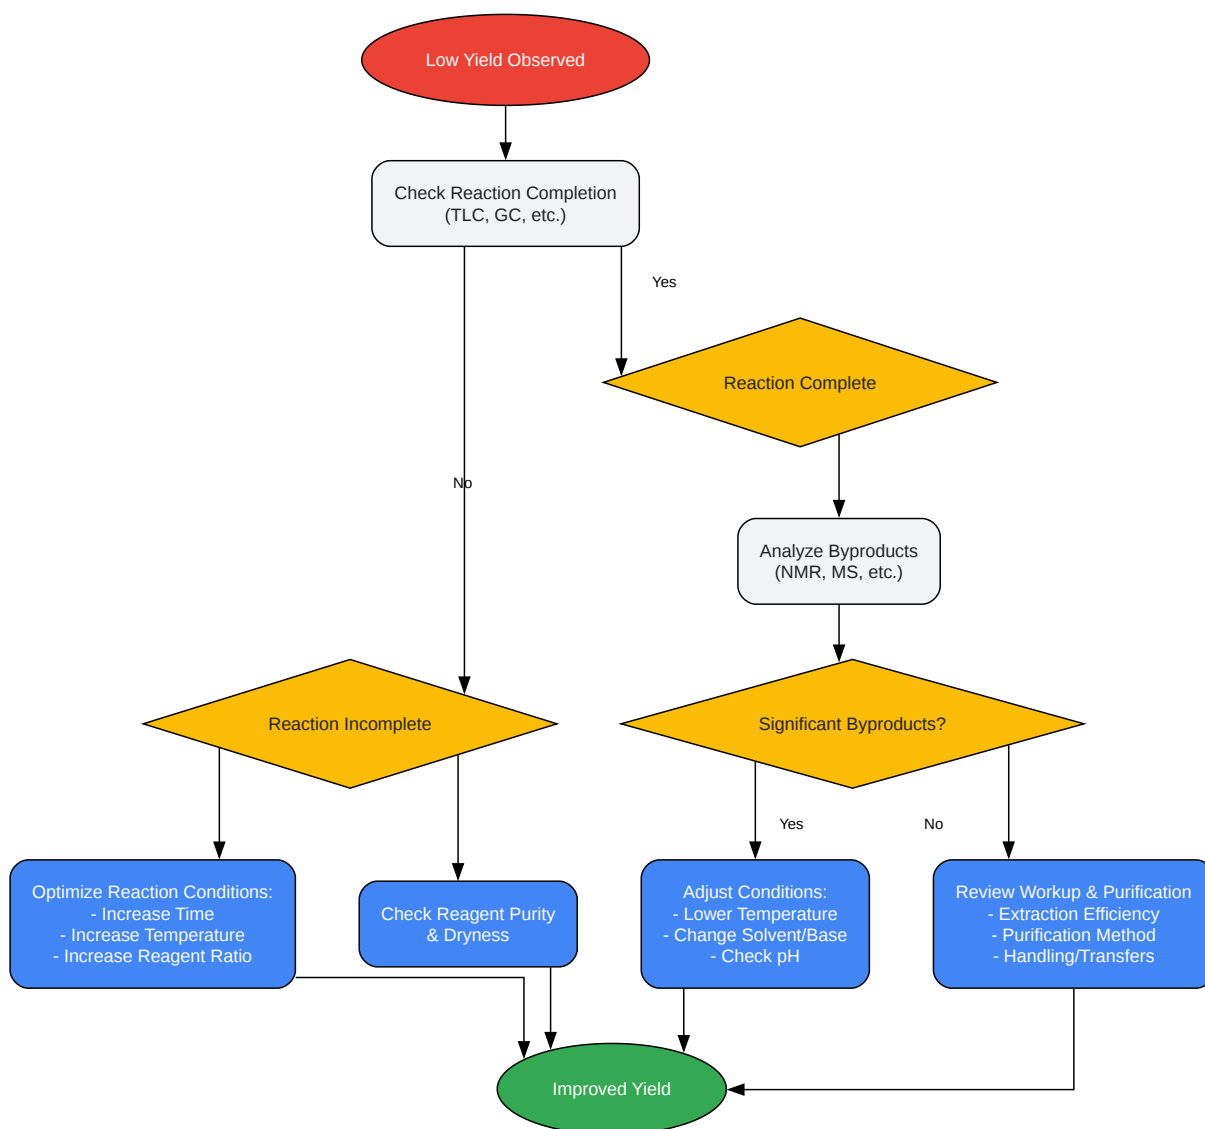 Low Yield Observed
Check Reaction Completion
(TLC, GC, etc.)
Yes
Reaction Complete
No
Analyze Byproducts
(NMR, MS, etc.)
Reaction Incomplete
Significant Byproducts?
Yes
No
Optimize Reaction Conditions:
- Increase Time
- Increase Temperature
- Increase Reagent Ratio
Check Reagent Purity
& Dryness
Adjust Conditions:
- Lower Temperature
- Change Solvent/Base
- Check pH
Review Workup & Purification
- Extraction Efficiency
- Purification Method
- Handling/Transfers
Improved Yield